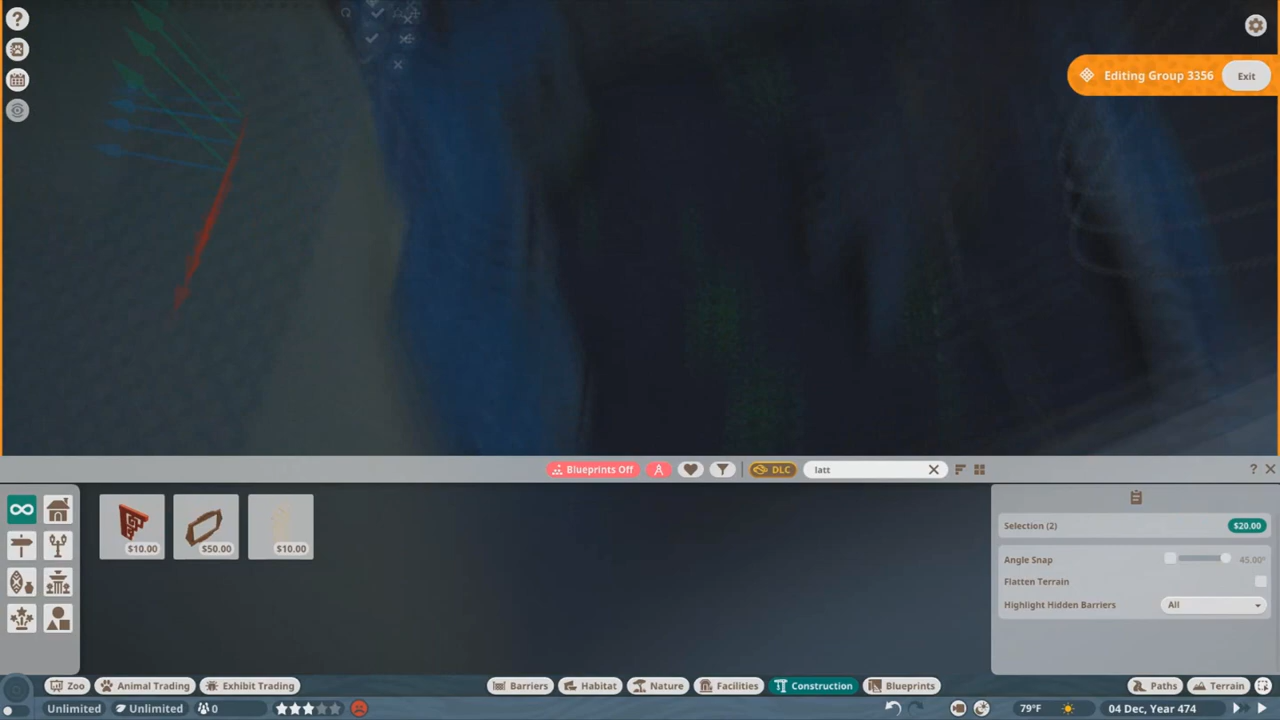 Editing Group 3356 Exit
Blueprints Off DLC latt
$10.00 $50.00 $10.00
Selection (2) $20.00
Angle Snap 45.00°
Flatten Terrain
Highlight Hidden Barriers All
Zoo Animal Trading Exhibit Trading Barriers Habitat Nature Facilities Construction Blueprints Paths Terrain
Unlimited Unlimited 0 79°F 04 Dec, Year 474